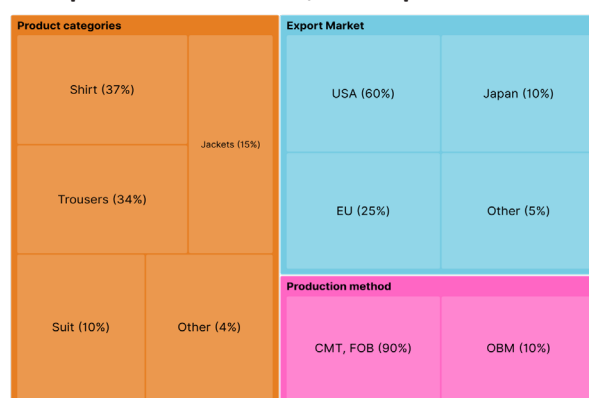 Product categories
Shirt (37%)
Jackets (15%)
Trousers (34%)
Suit (10%)
Other (4%)
Export Market
USA (60%)
Japan (10%)
EU (25%)
Other (5%)
Production method
CMT, FOB (90%)
OBM (10%)